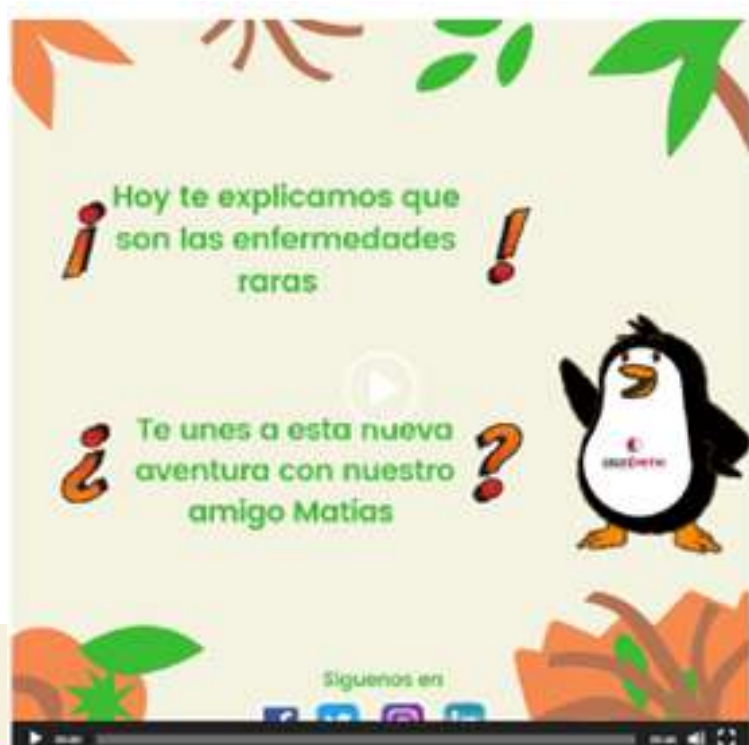 ¡Hoy te explicamos que
son las enfermedades
raras!
¿Te unes a esta nueva
aventura con nuestro
amigo Matias?
Siguenos en